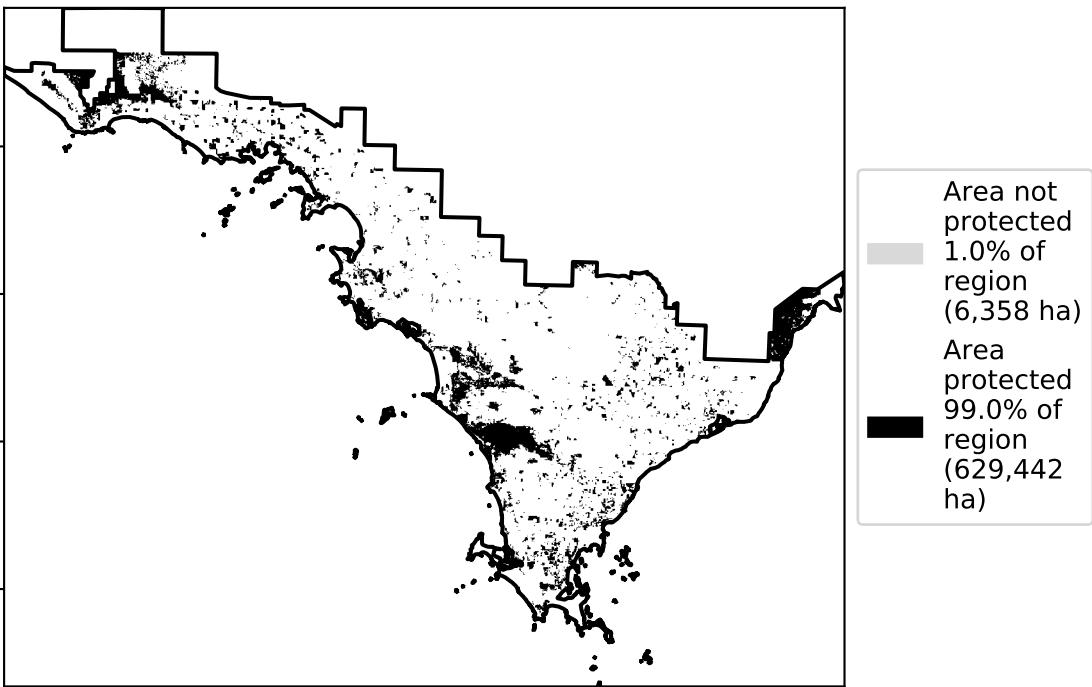 Area not
protected
1.0% of
region
(6,358 ha)
Area
protected
99.0% of
region
(629,442
ha)